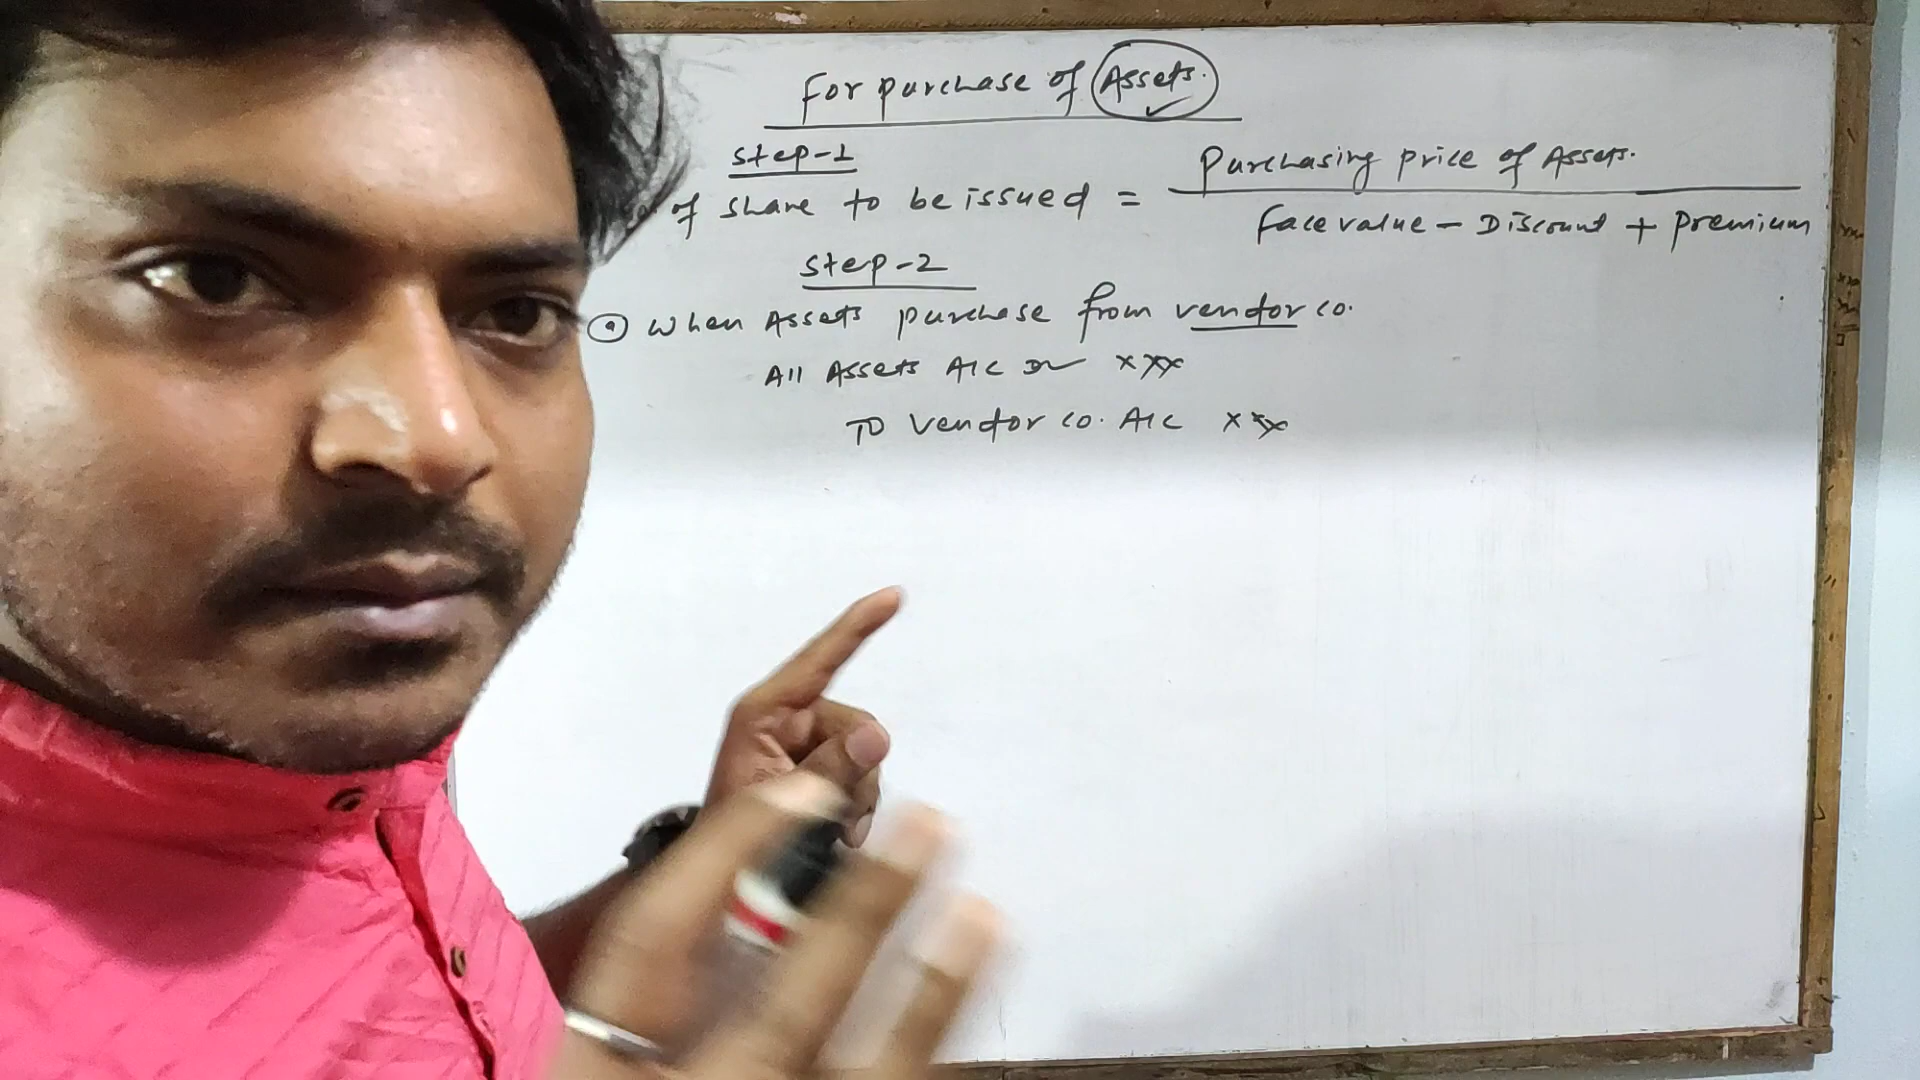 For purchase of Assets.
Step-1
of share to be issued = Purchasing price of Assets.
Face value - Discount + Premium
Step-2
(a) When Assets purchase from vendor co.
All Assets A/C Dr xxx
To Vendor co. A/C xxx